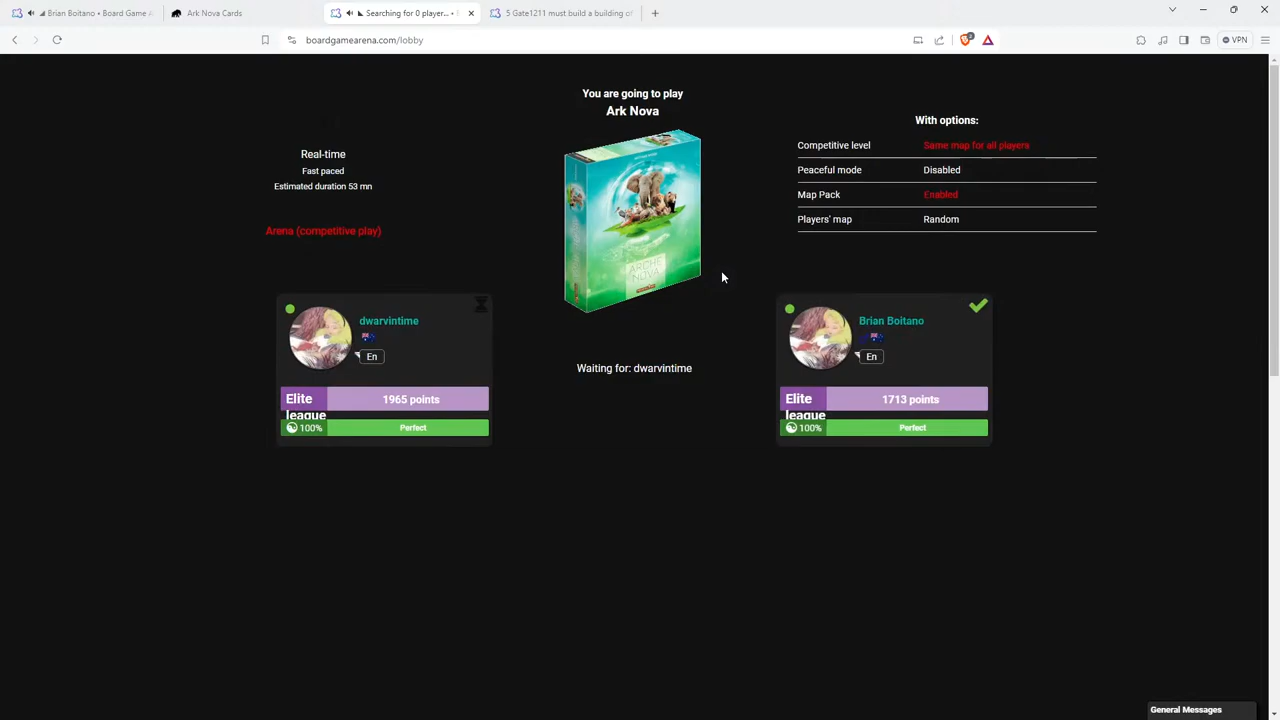 Brian Boitano • Board Game A
Ark Nova Cards
Searching for 0 player... •
5 Gate1211 must build a building of
boardgamearena.com/lobby
2
VPN
You are going to play
Ark Nova
Real-time
Fast paced
Estimated duration 53 mn
Arena (competitive play)
With options:
Competitive level Same map for all players
Peaceful mode Disabled
Map Pack Enabled
Players' map Random
ARCHE
NOVA
dwarvintime
En
Elite league
1965 points
100%
Perfect
Waiting for: dwarvintime
Brian Boitano
En
Elite league
1713 points
100%
Perfect
General Messages